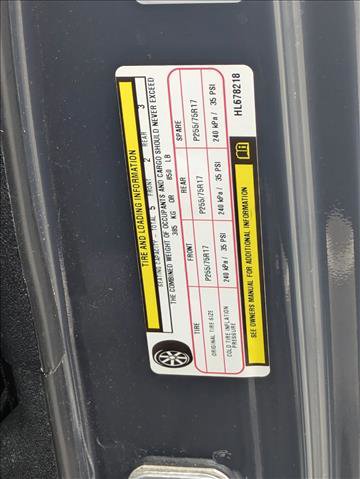 TIRE AND LOADING INFORMATION
SEATING CAPACITY - TOTAL 5 FRONT 2 REAR 3
THE COMBINED WEIGHT OF OCCUPANTS AND CARGO SHOULD NEVER EXCEED
385 KG OR 850 LB
TIRE FRONT REAR SPARE
ORIGINAL TIRE SIZE P255/75R17 P255/75R17 P255/75R17
COLD TIRE INFLATION PRESSURE 240 kPa / 35 PSI 240 kPa / 35 PSI 240 kPa / 35 PSI
SEE OWNERS MANUAL FOR ADDITIONAL INFORMATION
HL678218